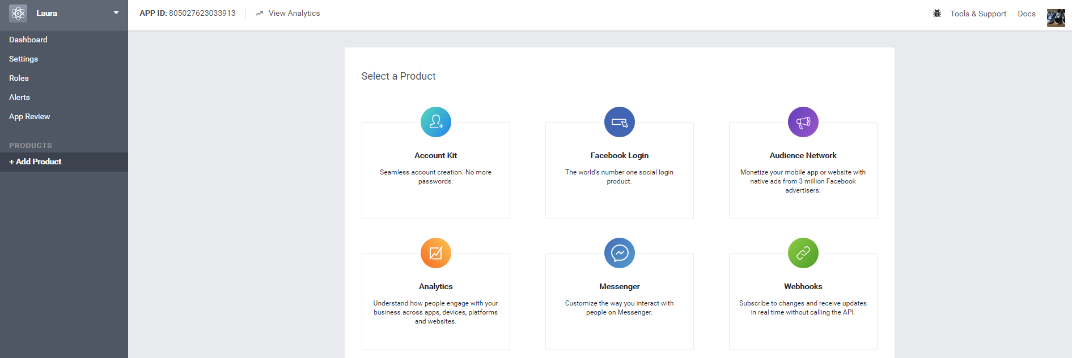 Laura
APP ID: 805027623033913
View Analytics
Tools & Support
Docs
Dashboard
Settings
Roles
Alerts
App Review
PRODUCTS
+ Add Product
Select a Product
Account Kit
Seamless account creation. No more
passwords.
Facebook Login
The world's number one social login
product.
Audience Network
Monetize your mobile app or website with
native ads from 3 million Facebook
advertisers.
Analytics
Understand how people engage with your
business across apps, devices, platforms
and websites.
Messenger
Customize the way you interact with
people on Messenger.
Webhooks
Subscribe to changes and receive updates
in real time without calling the API.